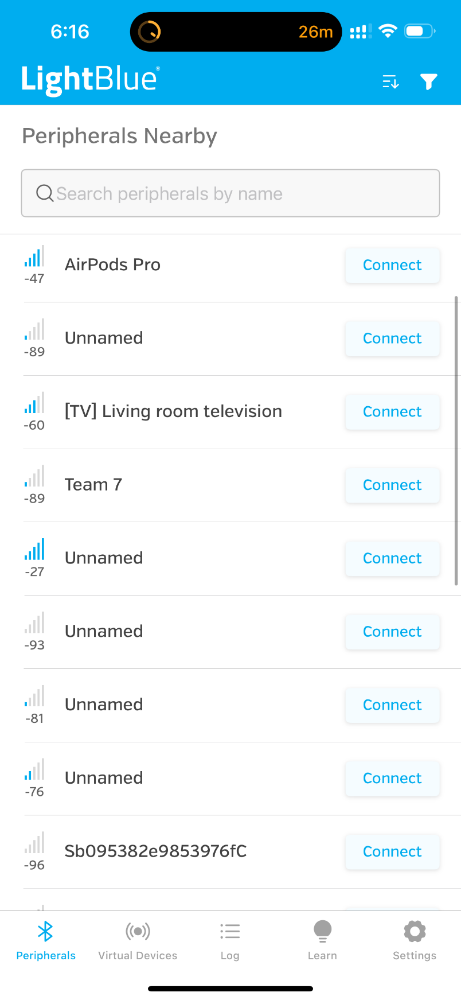 6:16
26m
LightBlue®
Peripherals Nearby
Search peripherals by name
AirPods Pro
Connect
-47
Unnamed
Connect
-89
[TV] Living room television
Connect
-60
Team 7
Connect
-89
Unnamed
Connect
-27
Unnamed
Connect
-93
Unnamed
Connect
-81
Unnamed
Connect
-76
Sb095382e9853976fC
Connect
-96
Peripherals
Virtual Devices
Log
Learn
Settings